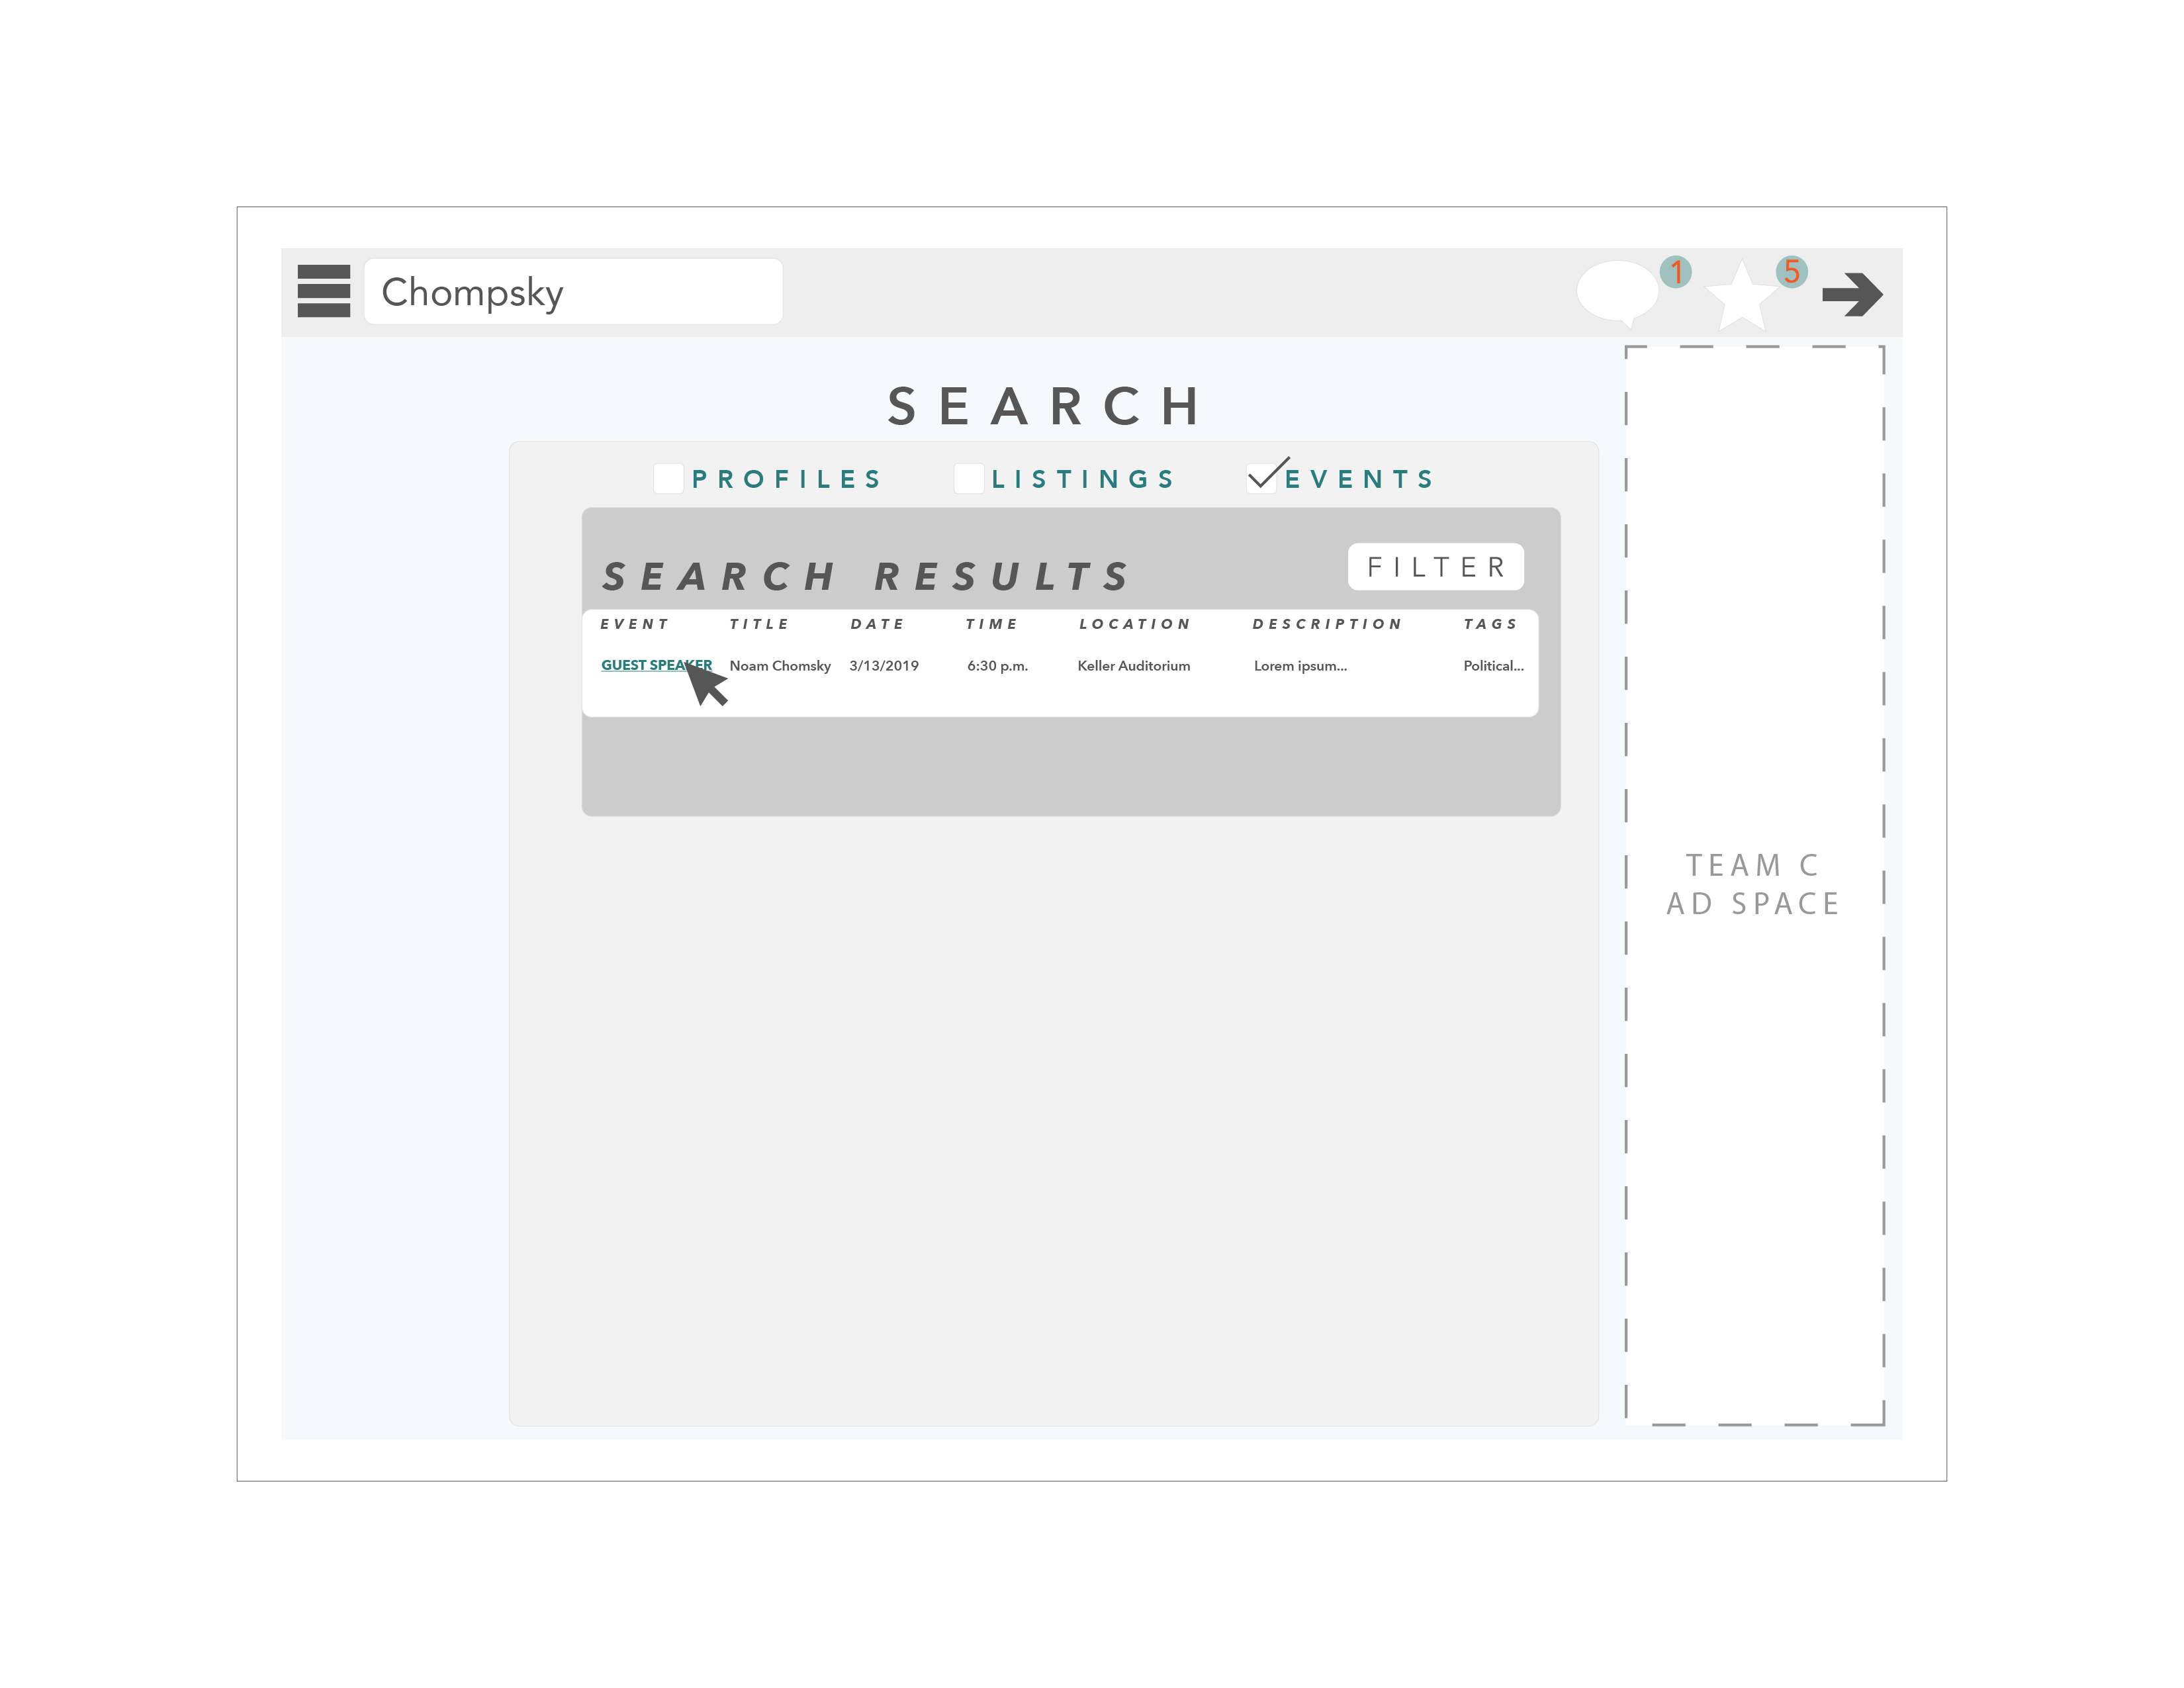 Chompsky
1
5
SEARCH
PROFILES LISTINGS EVENTS
SEARCH RESULTS
FILTER
EVENT TITLE DATE TIME LOCATION DESCRIPTION TAGS
GUEST SPEAKER Noam Chomsky 3/13/2019 6:30 p.m. Keller Auditorium Lorem ipsum... Political...
TEAM C
AD SPACE